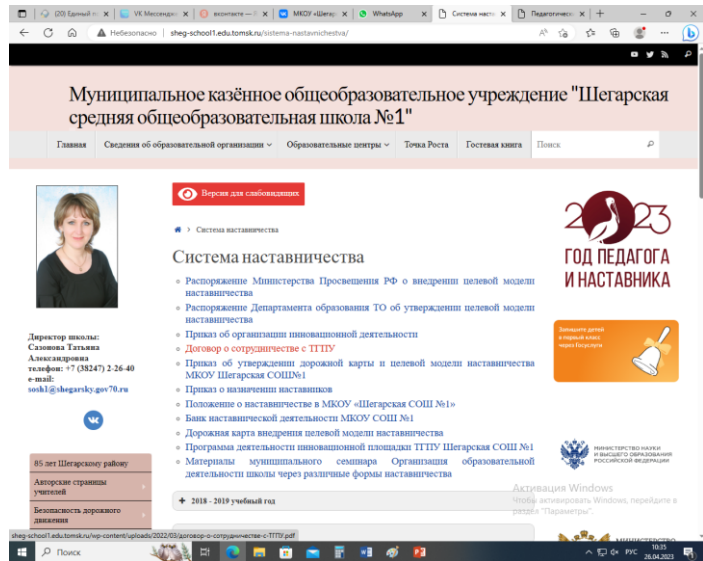 (20) Единый п
VK Мессендж
вконтакте — Я
МКОУ «Шегар
WhatsApp
Система наст
Педагогичес
Небезопасно
sheg-school1.edu.tomsk.ru/sistema-nastavnichestva/
Муниципальное казённое общеобразовательное учреждение "Шегарская
средняя общеобразовательная школа №1"
Главная
Сведения об образовательной организации
Образовательные центры
Точка Роста
Гостевая книга
Поиск
Версия для слабовидящих
> Система наставничества
Система наставничества
Распоряжение Министерства Просвещения РФ о внедрении целевой модели
наставничества
Распоряжение Департамента образования ТО об утверждении целевой модели
наставничества
Приказ об организации инновационной деятельности
Договор о сотрудничестве с ТГПУ
Приказ об утверждении дорожной карты и целевой модели наставничества
МКОУ Шегарская СОШ№1
Приказ о назначении наставников
Положение о наставничестве в МКОУ «Шегарская СОШ №1»
Банк наставнической деятельности МКОУ СОШ №1
Дорожная карта внедрения целевой модели наставничества
Программа деятельности инновационной площадки ТГПУ Шегарская СОШ №1
Материалы муниципального семинара Организация образовательной
деятельности школы через различные формы наставничества
+ 2018 - 2019 учебный год
Директор школы:
Сазонова Татьяна
Александровна
телефон: +7 (38247) 2-26-40
e-mail:
sosh1@shegarsky.gov70.ru
85 лет Шегарскому району
Авторские страницы
учителей
Безопасность дорожного
движения
2023
ГОД ПЕДАГОГА
И НАСТАВНИКА
Запишите детей
в первый класс
через Госуслуги
МИНИСТЕРСТВО НАУКИ
И ВЫСШЕГО ОБРАЗОВАНИЯ
РОССИЙСКОЙ ФЕДЕРАЦИИ
Активация Windows
Чтобы активировать Windows, перейдите в
раздел "Параметры".
МИНИСТЕРСТВО
sheg-school1.edu.tomsk.ru/wp-content/uploads/2022/03/договор-о-сотрудничестве-с-ТГПУ.pdf
Поиск
РУС
10:35
26.04.2023